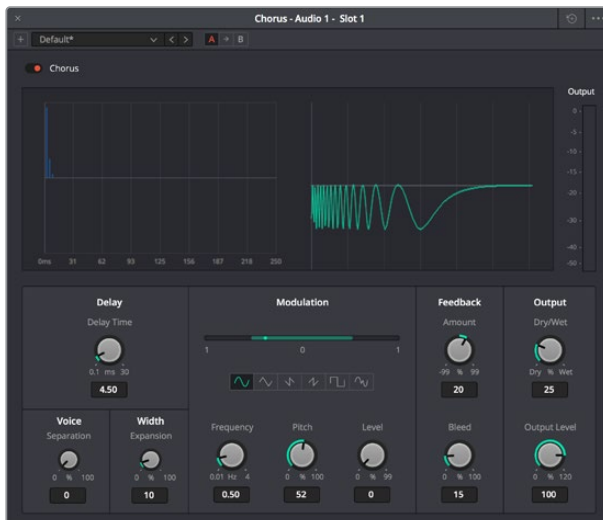 Chorus - Audio 1 - Slot 1
Default*
A
B
Chorus
Output
0 -
-5 -
-10 -
-15 -
-20 -
-30 -
-40 -
-50 -
0ms 31 62 93 125 156 187 218 250
Delay
Delay Time
0.1 ms 30
4.50
Modulation
1 0 1
Feedback
Amount
-99 % 99
20
Output
Dry/Wet
Dry % Wet
25
Voice
Separation
0 % 100
0
Width
Expansion
0 % 100
10
Frequency
0.01 Hz 4
0.50
Pitch
0 % 100
52
Level
0 % 99
0
Bleed
0 % 100
15
Output Level
0 % 120
100